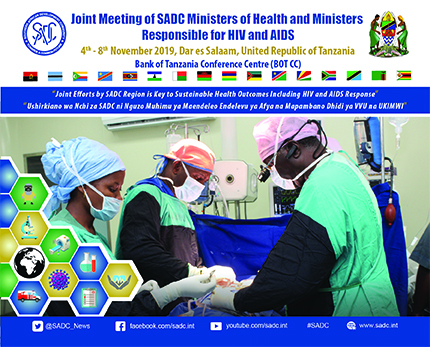 SADC
Joint Meeting of SADC Ministers of Health and Ministers
Responsible for HIV and AIDS
4th - 8th November 2019, Dar es Salaam, United Republic of Tanzania
Bank of Tanzania Conference Centre (BOT CC)
"Joint Efforts by SADC Region is Key to Sustainable Health Outcomes Including HIV and AIDS Response"
"Ushirikiano wa Nchi za SADC ni Nguzo Muhimu ya Maendeleo Endelevu ya Afya na Mapambano Dhidi ya VVU na UKIMWI"
@SADC_News facebook.com/sadc.int youtube.com/sadc.int #SADC www.sadc.int